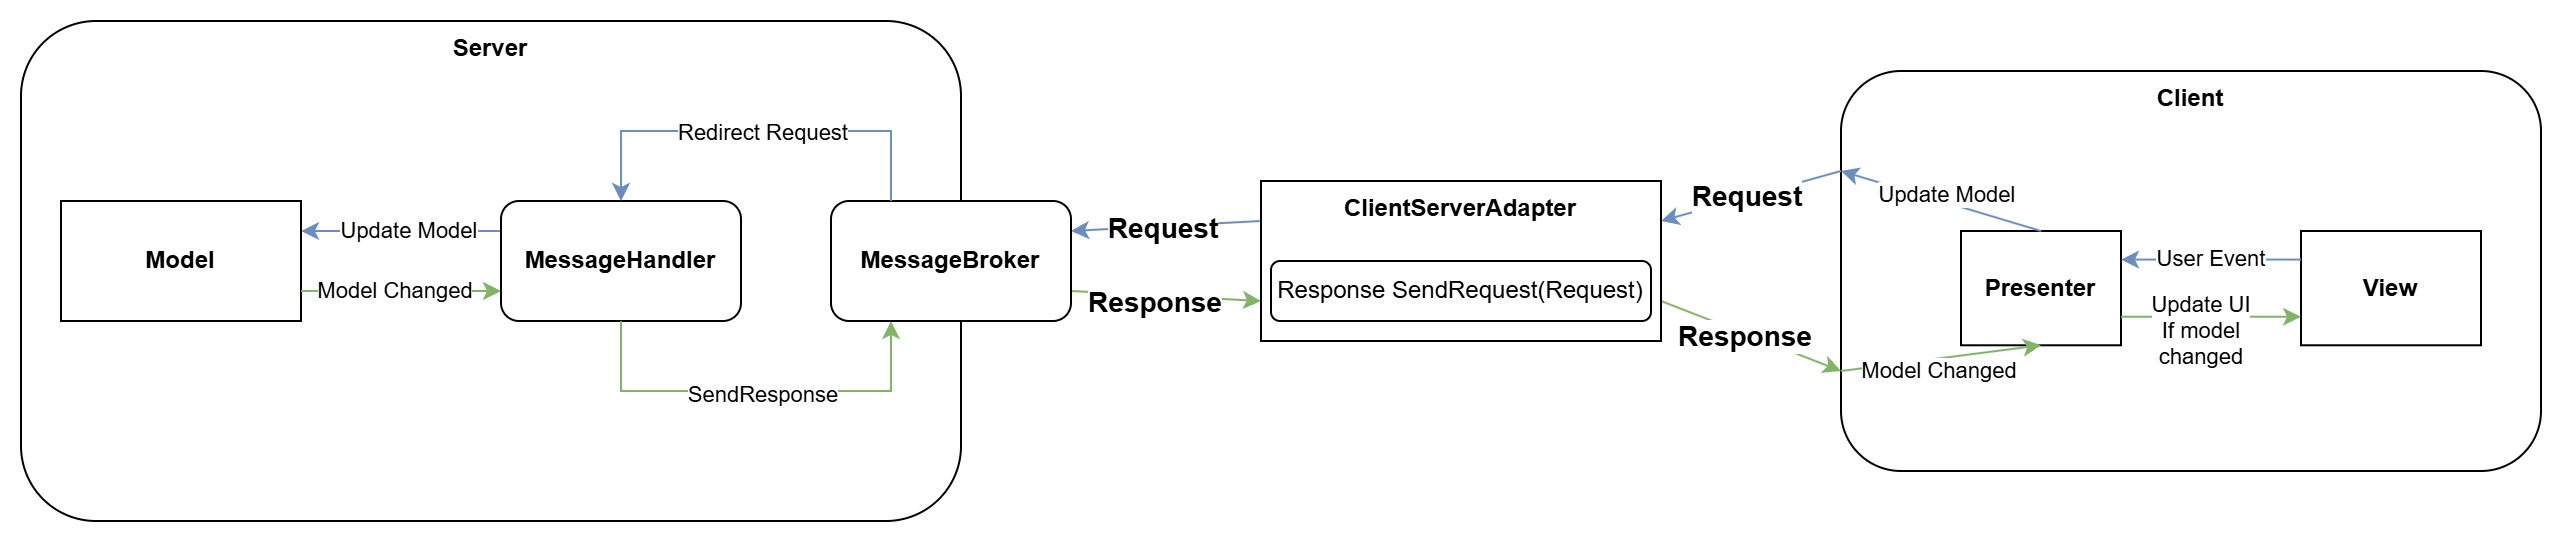 Server
Redirect Request
Model
Update Model
Model Changed
MessageHandler
MessageBroker
SendResponse
Request
Response
ClientServerAdapter
Response SendRequest(Request)
Request
Response
Client
Update Model
Model Changed
Presenter
User Event
Update UI
If model
changed
View